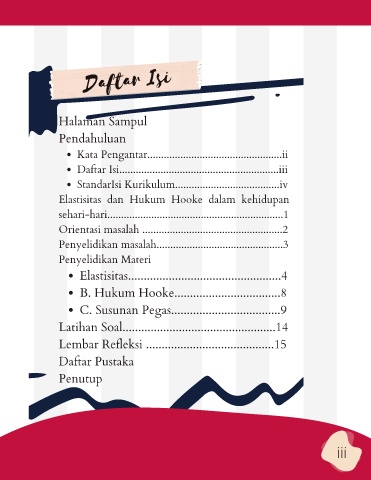 Daftar Isi
Halaman Sampul
Pendahuluan
• Kata Pengantar................................................ii
• Daftar Isi.........................................................iii
• StandarIsi Kurikulum.....................................iv
Elastisitas dan Hukum Hooke dalam kehidupan
sehari-hari..............................................................1
Orientasi masalah .................................................2
Penyelidikan masalah............................................3
Penyelidikan Materi
• Elastisitas.......................................4
• B. Hukum Hooke..................................8
• C. Susunan Pegas...................................9
Latihan Soal...............................................14
Lembar Refleksi .........................................15
Daftar Pustaka
Penutup
iii